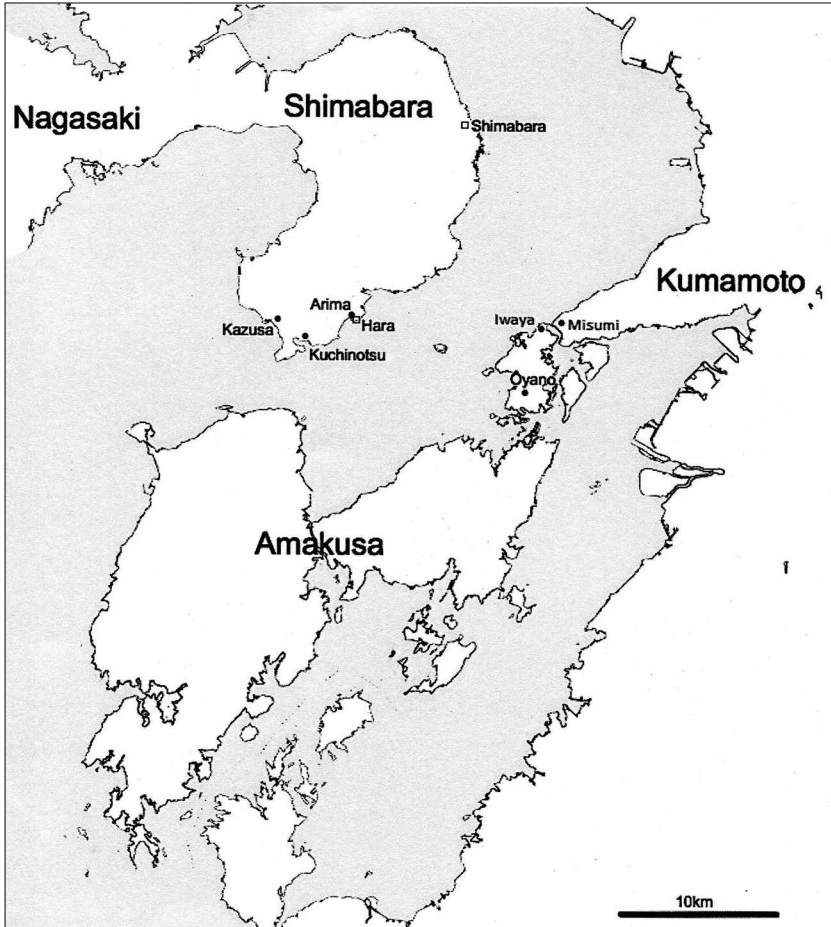 Nagasaki
Shimabara
Shimabara
Kumamoto
Arima
Hara
Kazusa
Kuchinotsu
Iwaya
Misumi
Oyano
Amakusa
10km